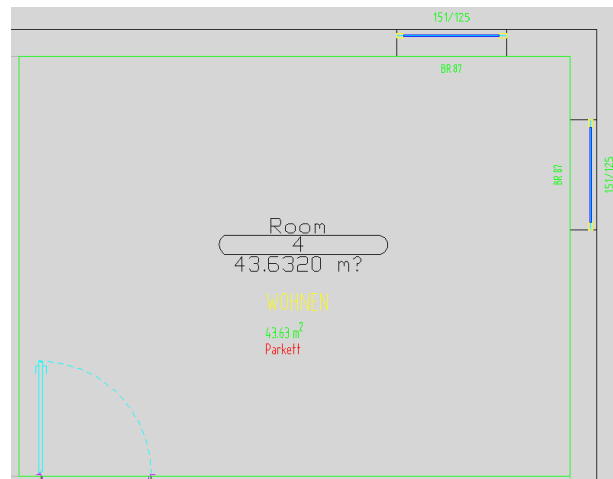 151/125
BR 87
BR 87
151/125
Room
4
43.6320 m?
WOHNEN
43.63 m²
Parkett